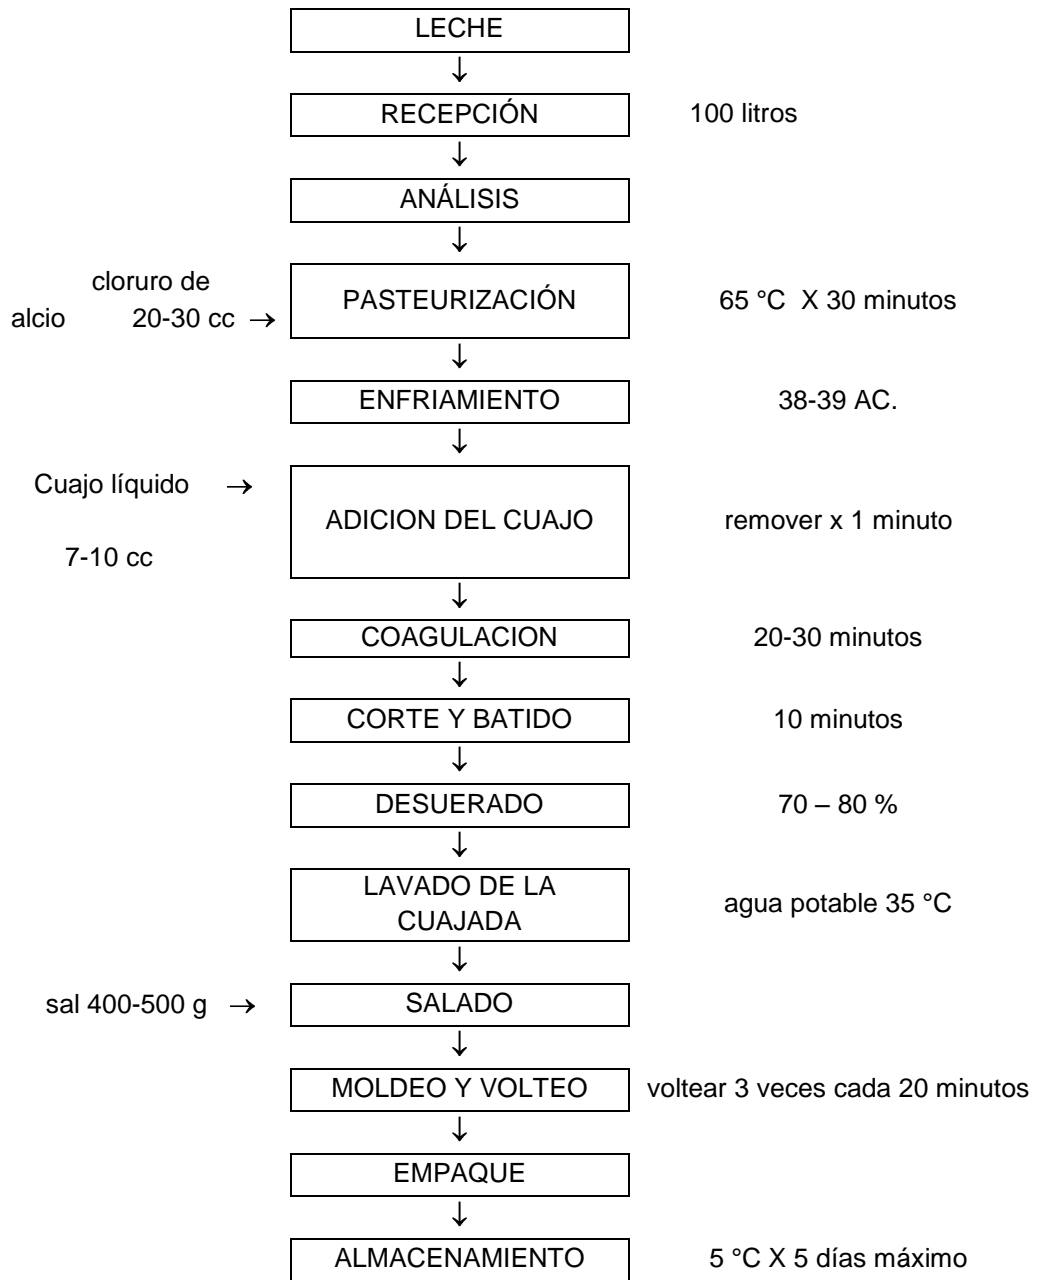 LECHE
↓
RECEPCIÓN 100 litros
↓
ANÁLISIS
↓
cloruro de
alcio 20-30 cc → PASTEURIZACIÓN 65 °C X 30 minutos
↓
ENFRIAMIENTO 38-39 AC.
↓
Cuajo líquido →
ADICION DEL CUAJO remover x 1 minuto
7-10 cc
↓
COAGULACION 20-30 minutos
↓
CORTE Y BATIDO 10 minutos
↓
DESUERADO 70 – 80 %
↓
LAVADO DE LA
CUAJADA agua potable 35 °C
↓
sal 400-500 g → SALADO
↓
MOLDEO Y VOLTEO voltear 3 veces cada 20 minutos
↓
EMPAQUE
↓
ALMACENAMIENTO 5 °C X 5 días máximo